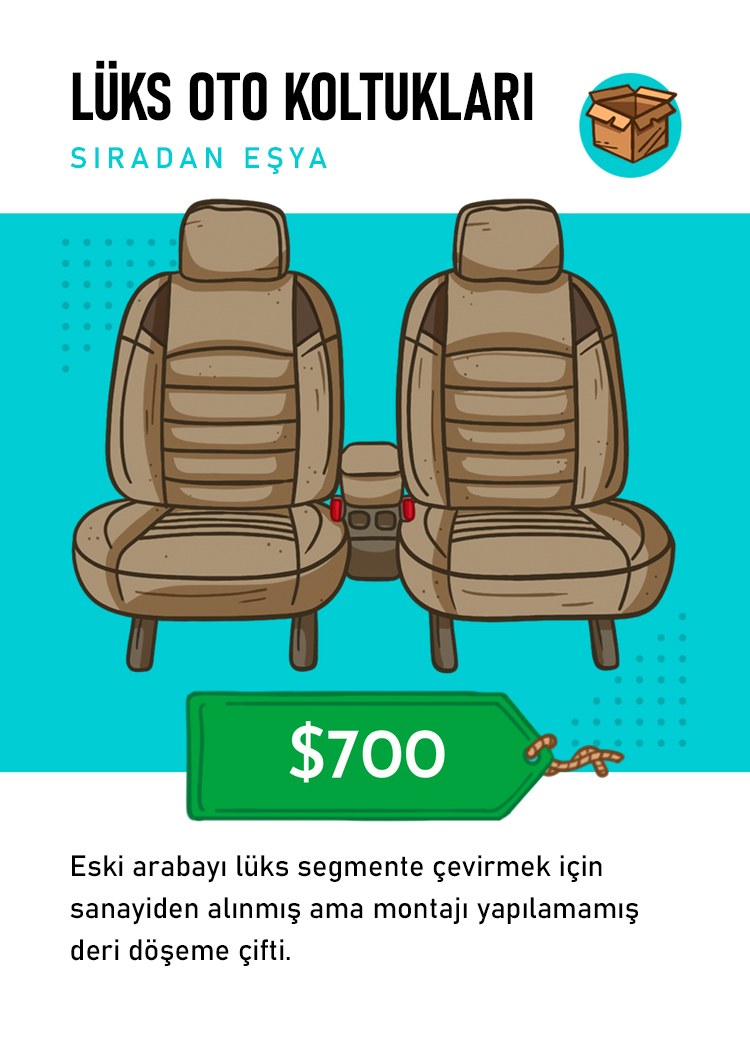 LÜKS OTO KOLTUKLARI
SIRADAN EŞYA
$700
Eski arabayı lüks segmente çevirmek için
sanayiden alınmış ama montajı yapılamamış
deri döşeme çifti.